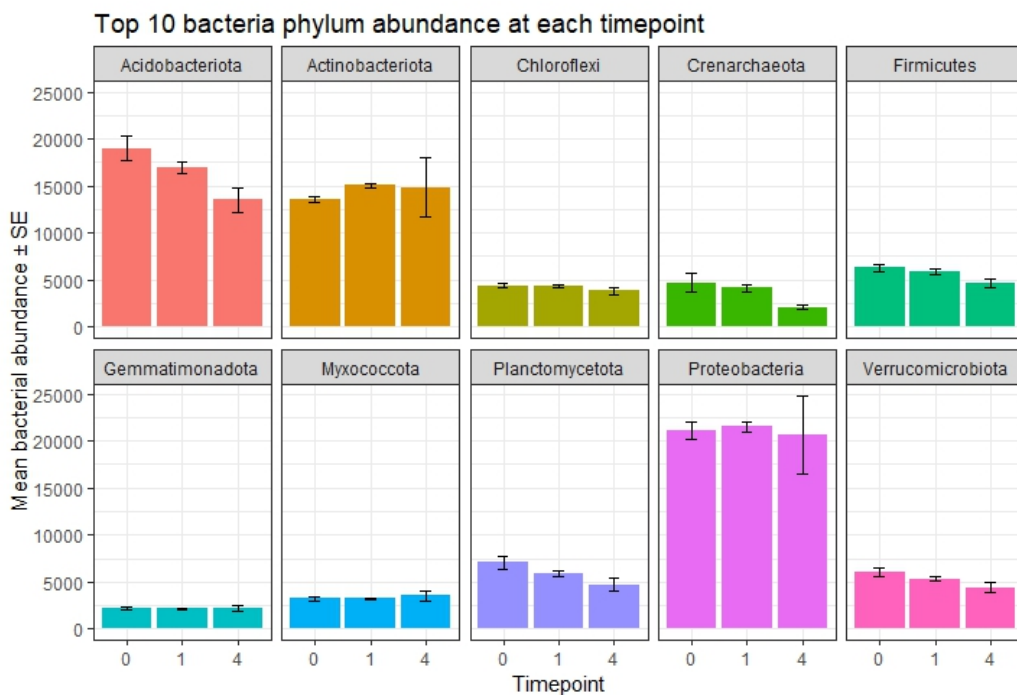 Top 10 bacteria phylum abundance at each timepoint
Acidobacteriota Actinobacteriota Chloroflexi Crenarchaeota Firmicutes
25000
20000
15000
10000
5000
0
Mean bacterial abundance ± SE
Gemmatimonadota Myxococcota Planctomycetota Proteobacteria Verrucomicrobiota
25000
20000
15000
10000
5000
0
0 1 4 0 1 4 0 1 4 0 1 4 0 1 4
Timepoint